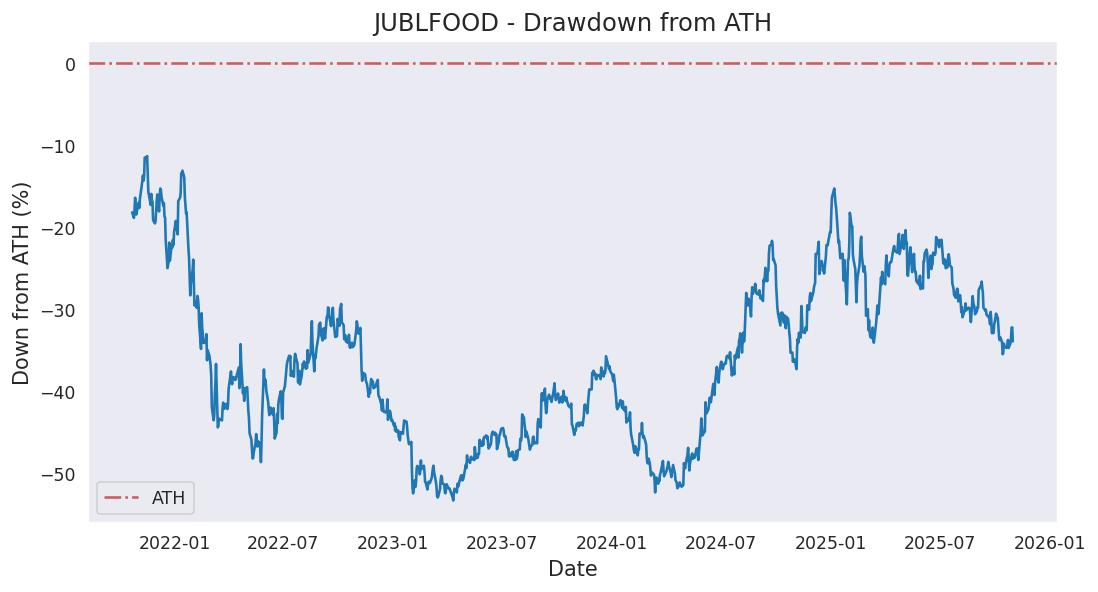 JUBLFOOD - Drawdown from ATH
Down from ATH (%)
0
−10
−20
−30
−40
−50
ATH
2022-01 2022-07 2023-01 2023-07 2024-01 2024-07 2025-01 2025-07 2026-01
Date